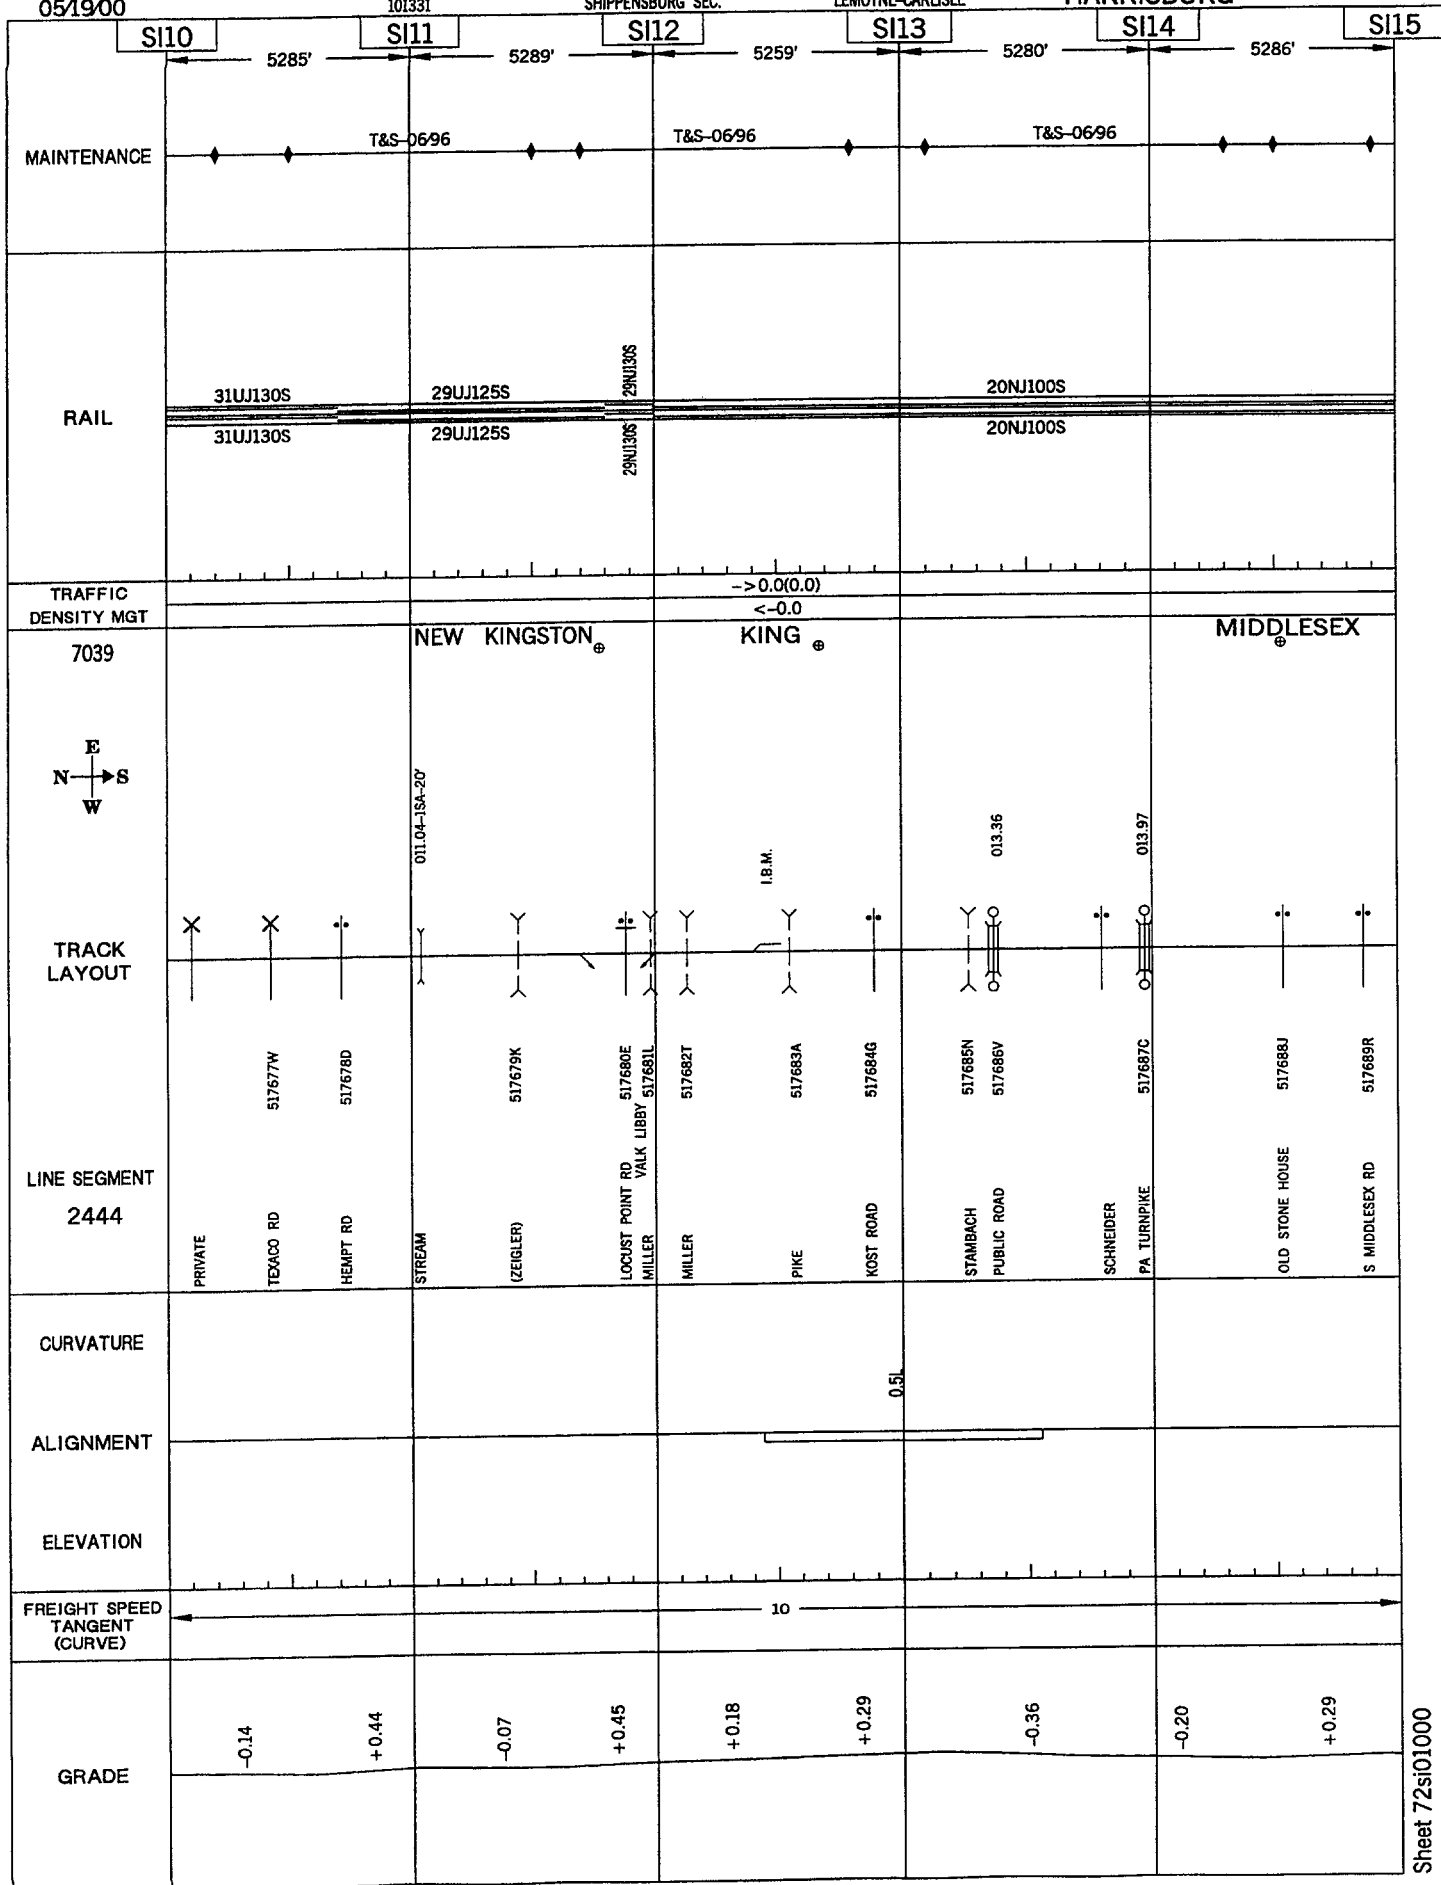 05/19/00
101331
SHIPPENSBURG SEC.
LEMOYNE-CARLISLE
HARRISBURG
SI10
SI11
SI12
SI13
SI14
SI15
5285'
5289'
5259'
5280'
5286'
MAINTENANCE
T&S-06/96
T&S-06/96
T&S-06/96
RAIL
31UJ130S
29UJ125S
29NJ130S
20NJ100S
31UJ130S
29UJ125S
29NJ130S
20NJ100S
TRAFFIC
DENSITY MGT
->0.0(0.0)
<-0.0
7039
NEW KINGSTON
KING
MIDDLESEX
E
N S
W
011.04-1SA-20'
I.B.M.
013.36
013.97
TRACK
LAYOUT
517677W
517678D
517679K
517680E
517681L
517682T
517683A
517684G
517685N
517686V
517687C
517688J
517689R
LINE SEGMENT
2444
PRIVATE
TEXACO RD
HEMPT RD
STREAM
(ZEIGLER)
LOCUST POINT RD
VALK LIBBY
MILLER
MILLER
PIKE
KOST ROAD
STAMBACH
PUBLIC ROAD
SCHNEIDER
PA TURNPIKE
OLD STONE HOUSE
S MIDDLESEX RD
CURVATURE
0.5L
ALIGNMENT
ELEVATION
FREIGHT SPEED
TANGENT
(CURVE)
10
GRADE
-0.14
+0.44
-0.07
+0.45
+0.18
+0.29
-0.36
-0.20
+0.29
Sheet 72si01000